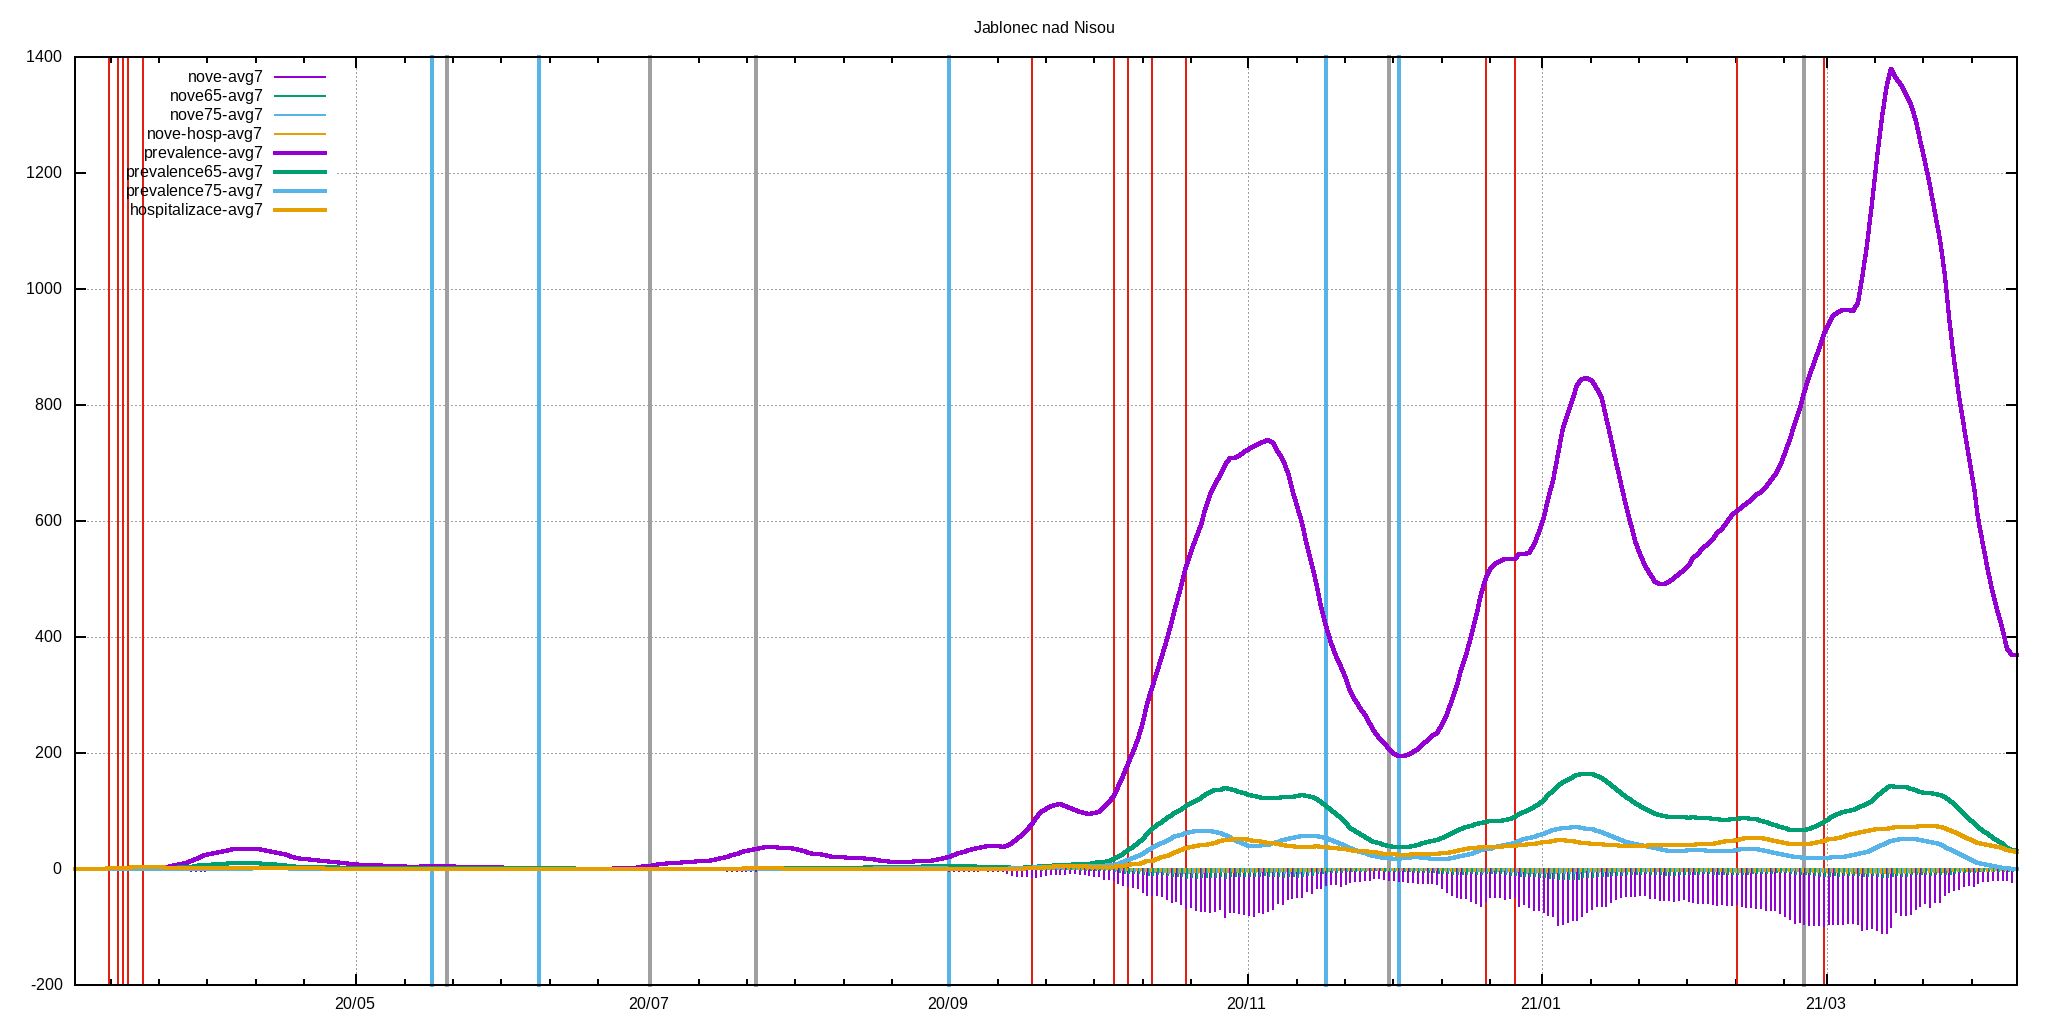 Jablonec nad Nisou
1400
1200
1000
800
600
400
200
0
-200
nove-avg7
nove65-avg7
nove75-avg7
nove-hosp-avg7
prevalence-avg7
prevalence65-avg7
prevalence75-avg7
hospitalizace-avg7
20/05 20/07 20/09 20/11 21/01 21/03